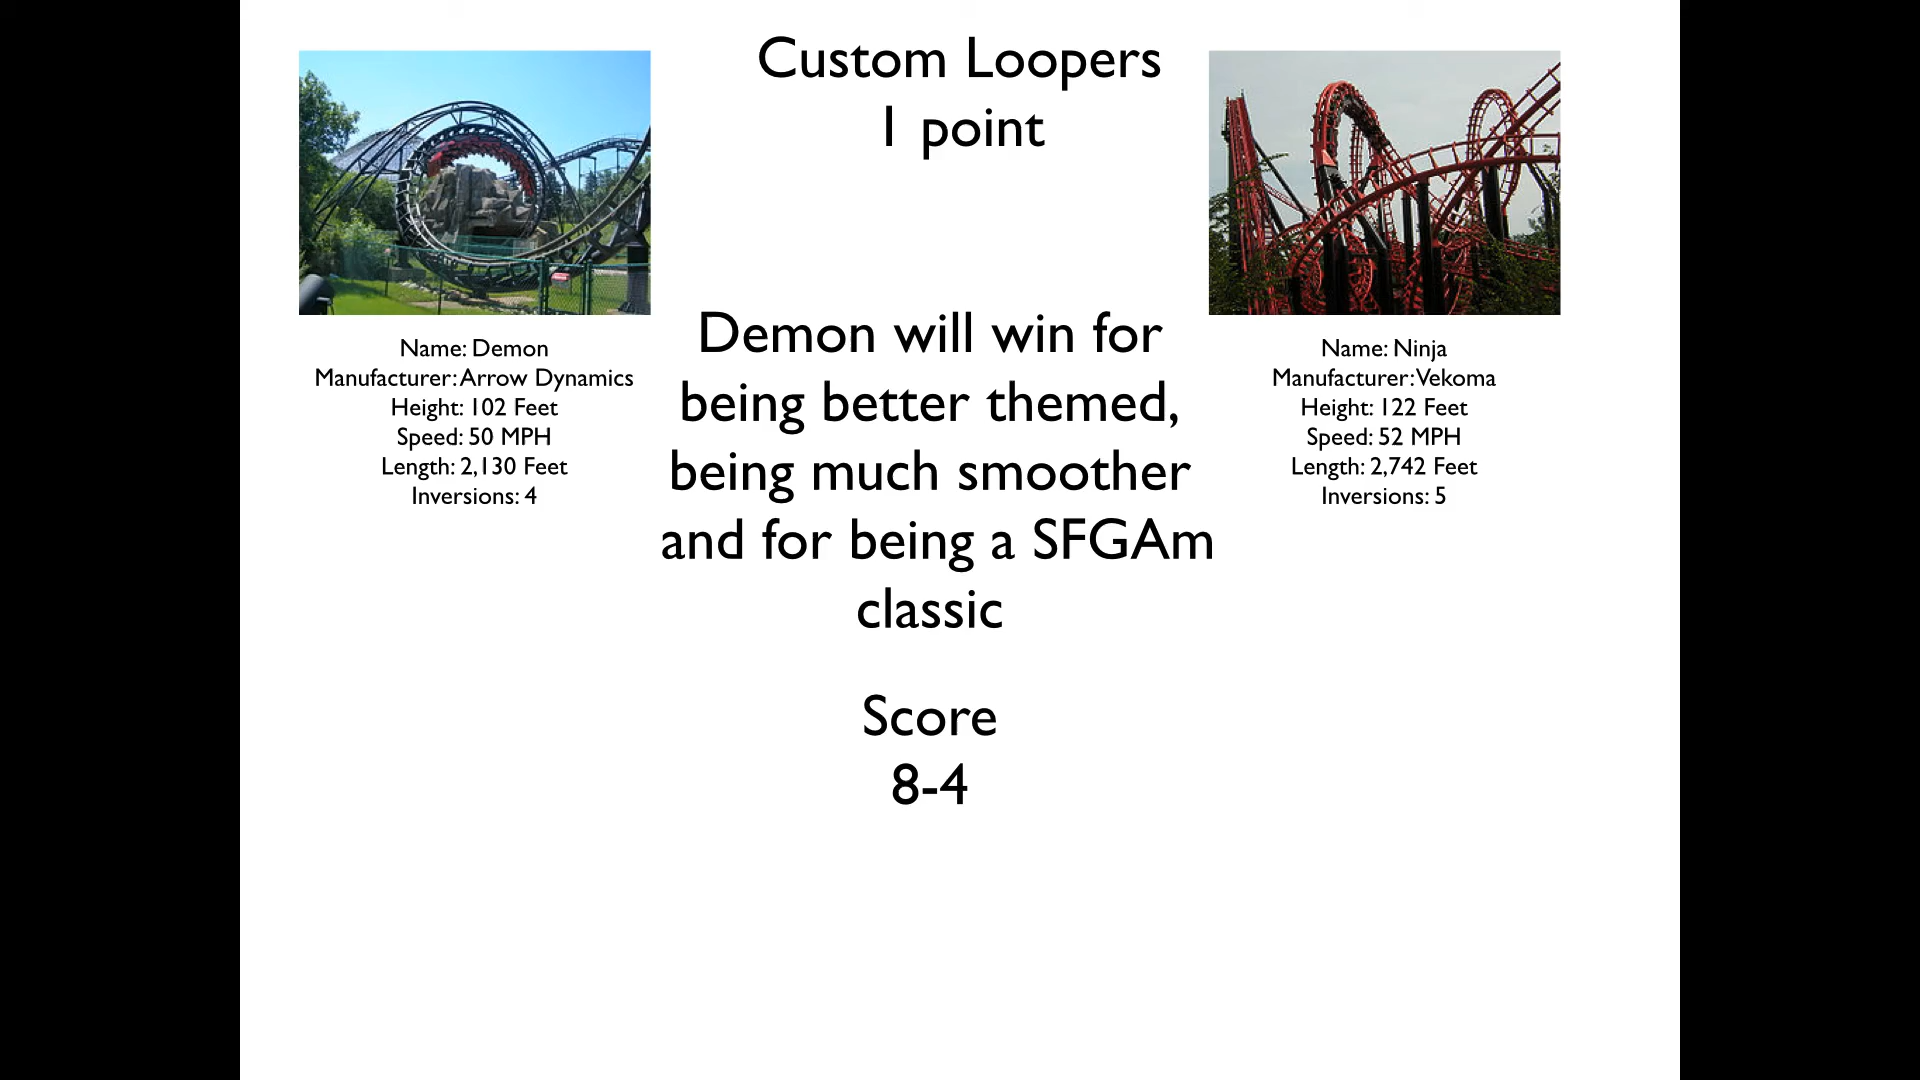 Custom Loopers
1 point
Name: Demon
Manufacturer: Arrow Dynamics
Height: 102 Feet
Speed: 50 MPH
Length: 2,130 Feet
Inversions: 4
Demon will win for
being better themed,
being much smoother
and for being a SFGAm
classic
Score
8-4
Name: Ninja
Manufacturer: Vekoma
Height: 122 Feet
Speed: 52 MPH
Length: 2,742 Feet
Inversions: 5